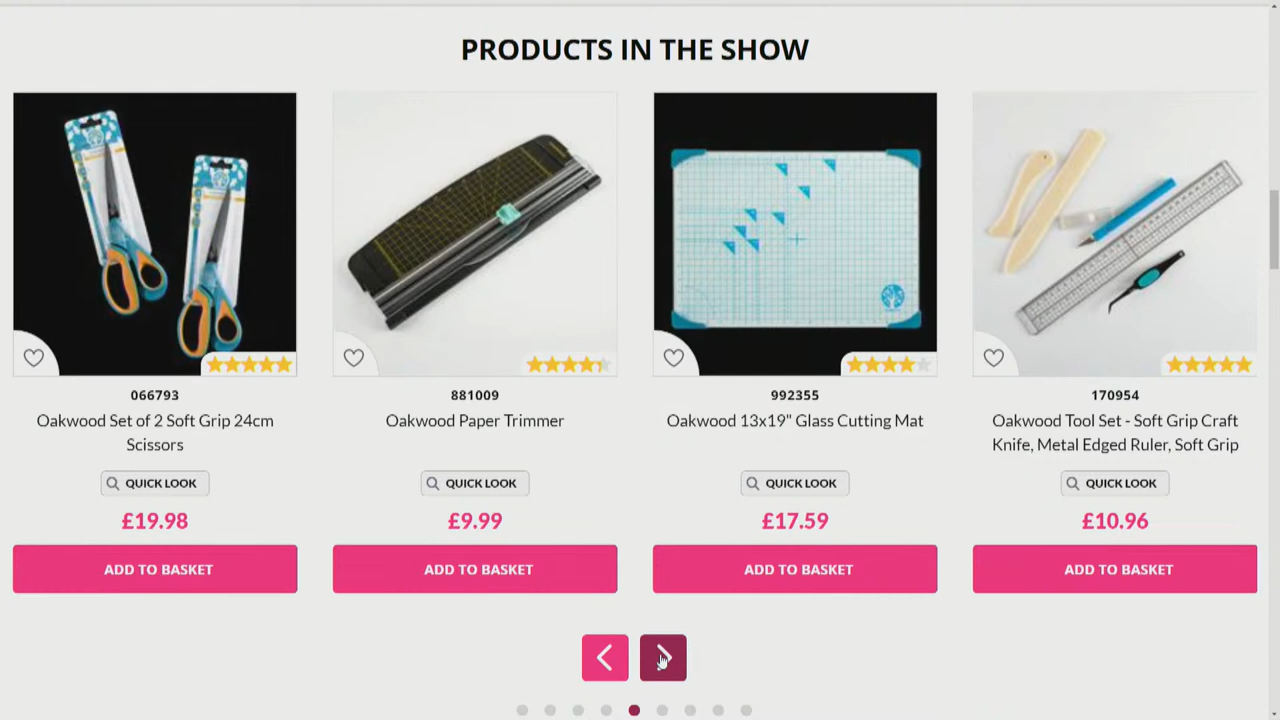 PRODUCTS IN THE SHOW
066793
Oakwood Set of 2 Soft Grip 24cm
Scissors
QUICK LOOK
£19.98
ADD TO BASKET
881009
Oakwood Paper Trimmer
QUICK LOOK
£9.99
ADD TO BASKET
992355
Oakwood 13x19" Glass Cutting Mat
QUICK LOOK
£17.59
ADD TO BASKET
170954
Oakwood Tool Set - Soft Grip Craft
Knife, Metal Edged Ruler, Soft Grip
QUICK LOOK
£10.96
ADD TO BASKET